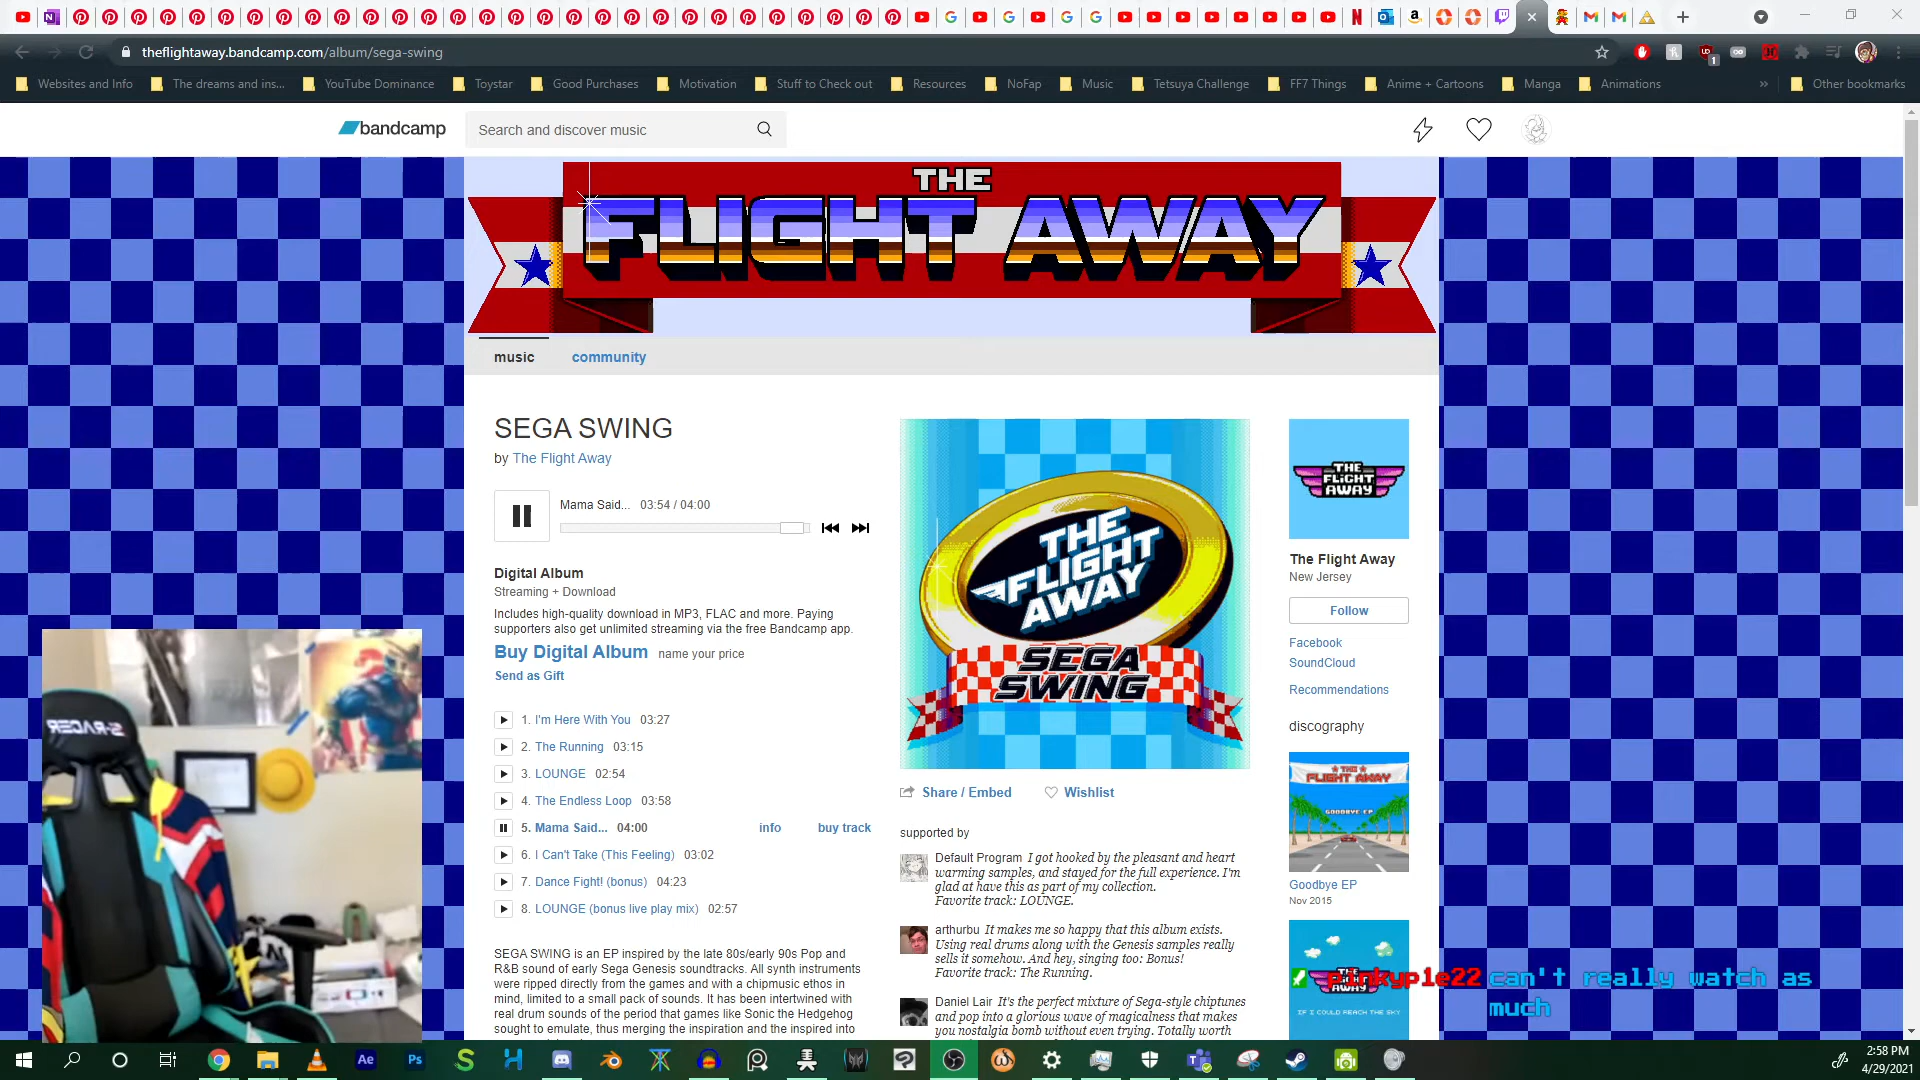 theflightaway.bandcamp.com/album/sega-swing
Websites and Info
The dreams and ins...
YouTube Dominance
Toystar
Good Purchases
Motivation
Stuff to Check out
Resources
NoFap
Music
Tetsuya Challenge
FF7 Things
Anime + Cartoons
Manga
Animations
»
Other bookmarks
bandcamp
Search and discover music
THE
FLIGHT AWAY
music
community
SEGA SWING
by The Flight Away
Mama Said... 03:54 / 04:00
Digital Album
Streaming + Download
Includes high-quality download in MP3, FLAC and more. Paying
supporters also get unlimited streaming via the free Bandcamp app.
Buy Digital Album name your price
Send as Gift
1. I'm Here With You 03:27
2. The Running 03:15
3. LOUNGE 02:54
4. The Endless Loop 03:58
5. Mama Said... 04:00 info buy track
6. I Can't Take (This Feeling) 03:02
7. Dance Fight! (bonus) 04:23
8. LOUNGE (bonus live play mix) 02:57
SEGA SWING is an EP inspired by the late 80s/early 90s Pop and
R&B sound of early Sega Genesis soundtracks. All synth instruments
were ripped directly from the games and with a chipmusic ethos in
mind, limited to a small pack of sounds. It has been intertwined with
real drum sounds of the period that games like Sonic the Hedgehog
sought to emulate, thus merging the inspiration and the inspired into
THE
FLIGHT
AWAY
SEGA
SWING
Share / Embed
Wishlist
supported by
Default Program I got hooked by the pleasant and heart
warming samples, and stayed for the full experience. I'm
glad at have this as part of my collection.
Favorite track: LOUNGE.
arthurbu It makes me so happy that this album exists.
Using real drums along with the Genesis samples really
sells it somehow. And hey, singing too: Bonus!
Favorite track: The Running.
Daniel Lair It's the perfect mixture of Sega-style chiptunes
and pop into a glorious wave of magicalness that makes
you nostalgia bomb without even trying. Totally worth
THE
FLIGHT
AWAY
The Flight Away
New Jersey
Follow
Facebook
SoundCloud
Recommendations
discography
THE
FLIGHT AWAY
GOODBYE EP
Goodbye EP
Nov 2015
THE
AWAY
IF I COULD REACH THE SKY
pinkypie22 can't really watch as
much
S-RACER
Ae
Ps
2:58 PM
4/29/2021